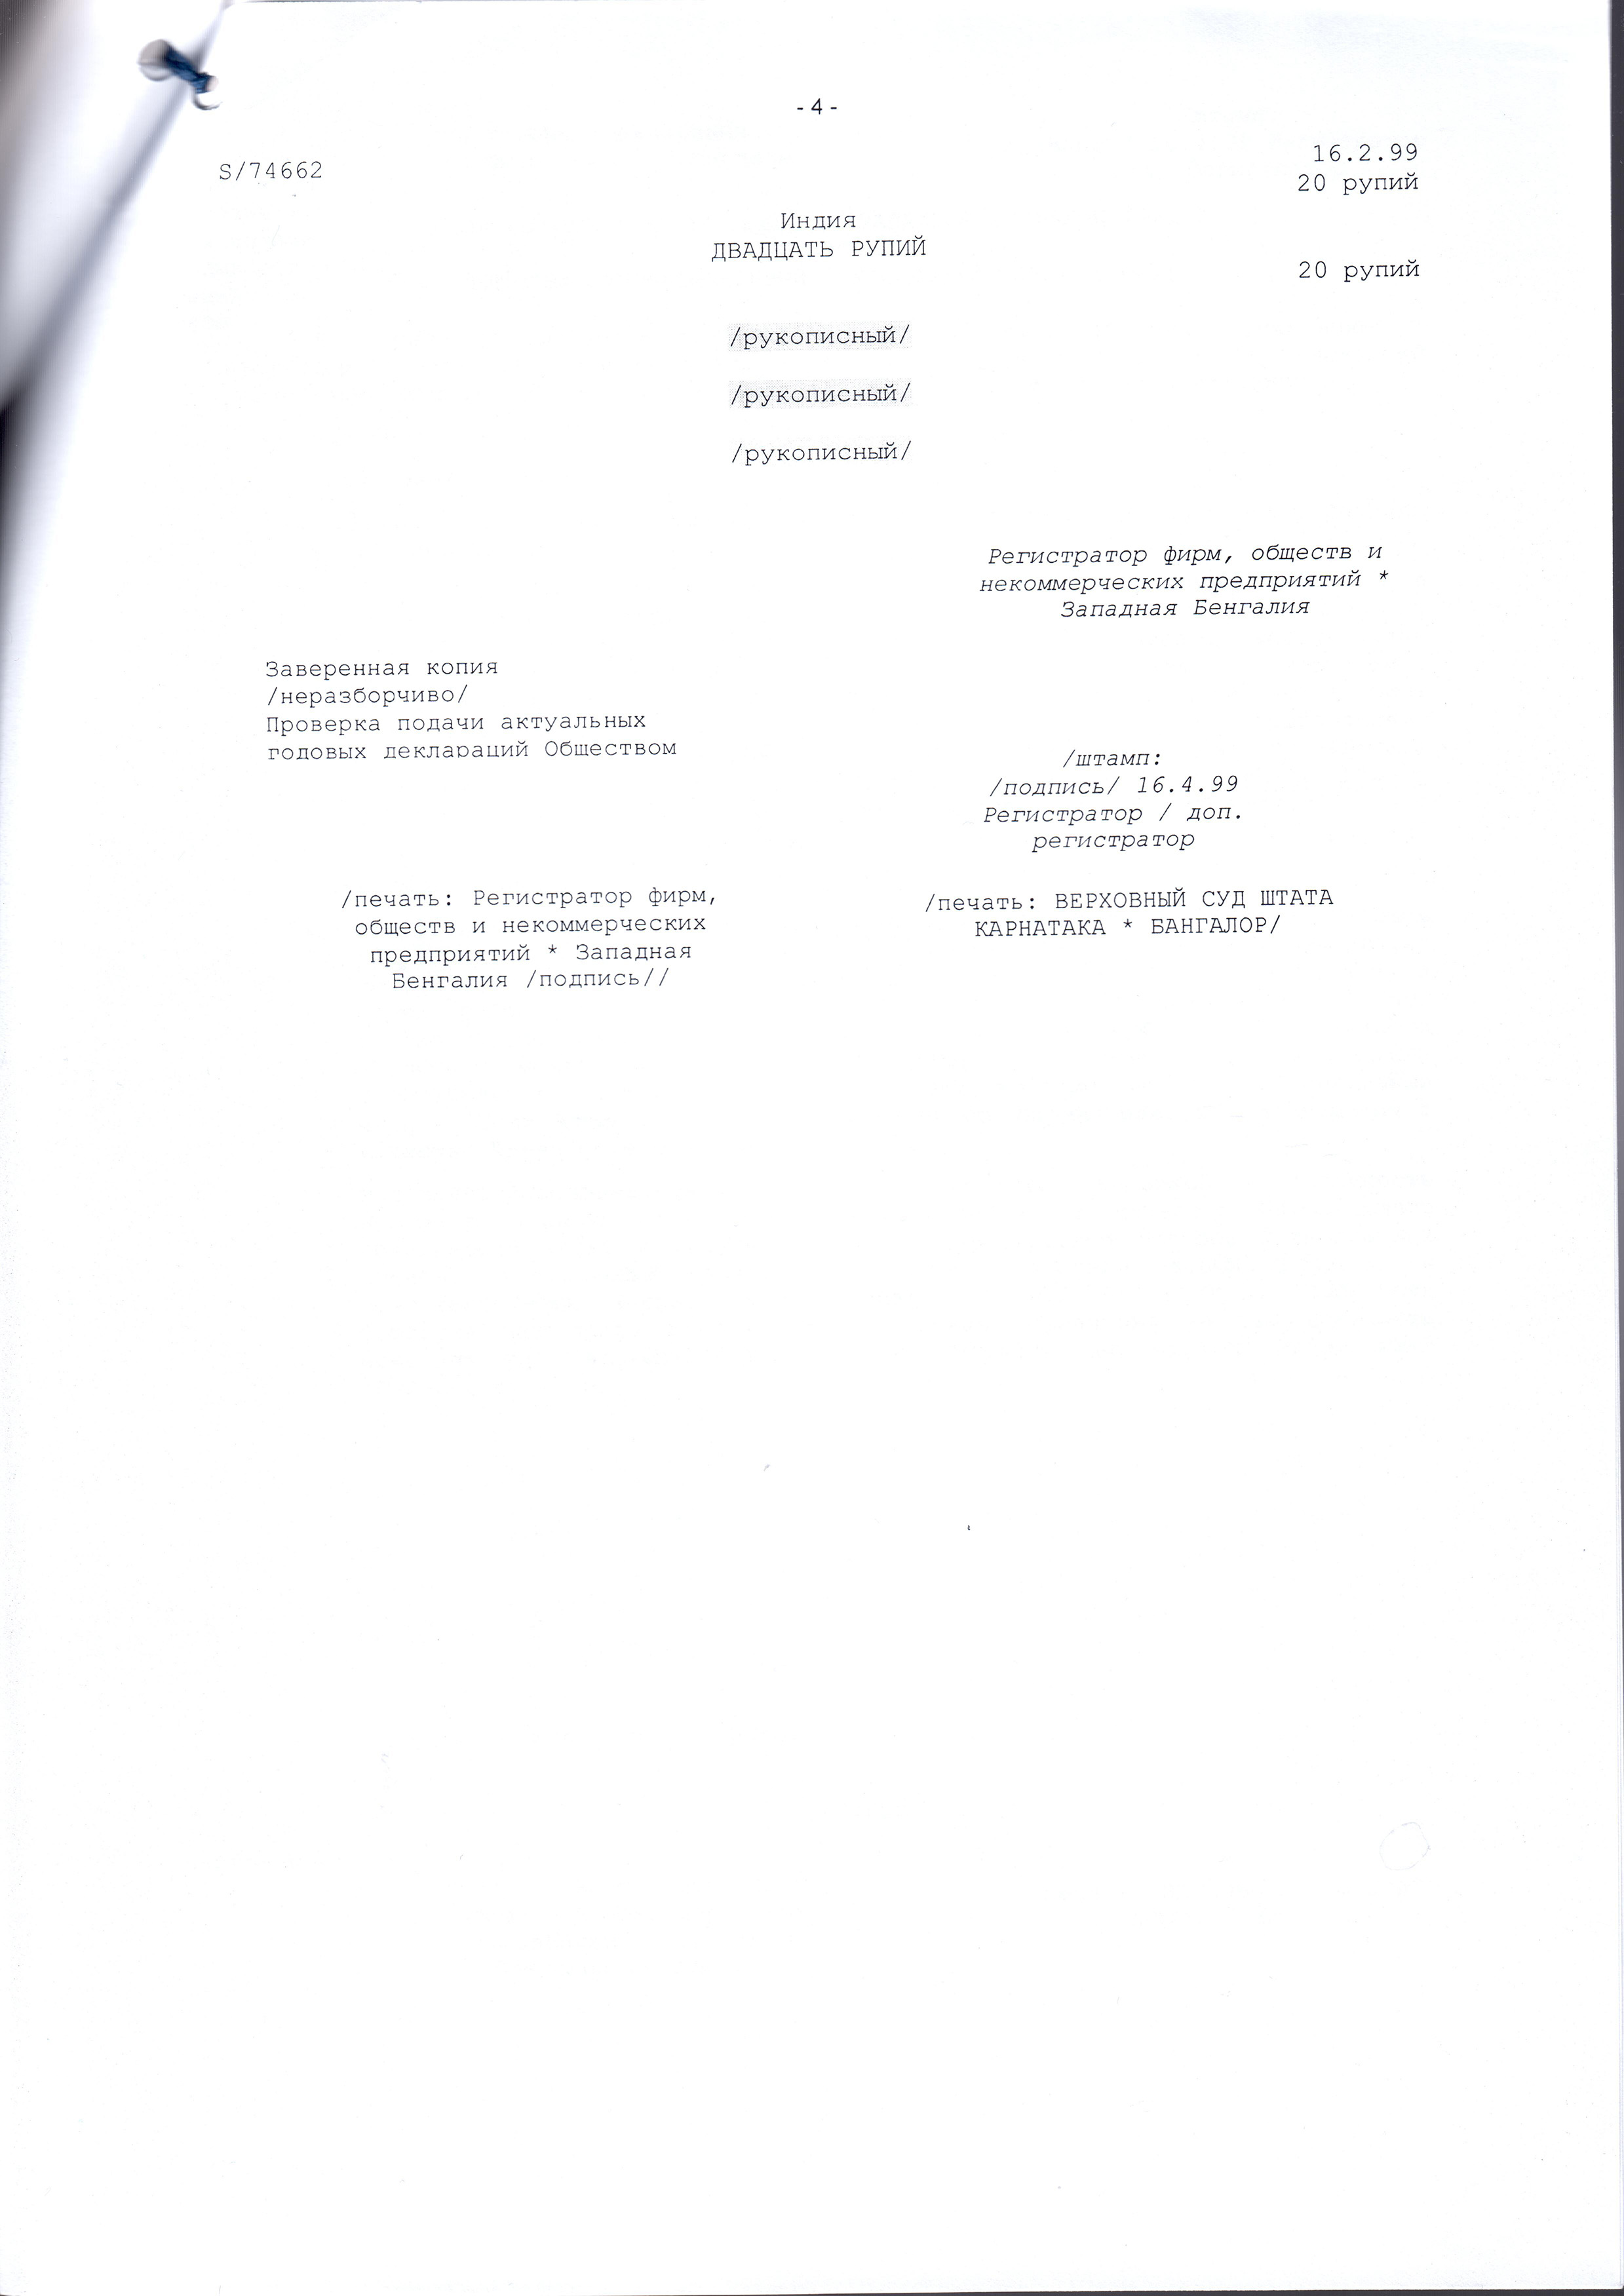 - 4 -
S/74662
16.2.99
20 рупий
Индия
ДВАДЦАТЬ РУПИЙ
20 рупий
/рукописный/
/рукописный/
/рукописный/
Регистратор фирм, обществ и
некоммерческих предприятий *
Западная Бенгалия
Заверенная копия
/неразборчиво/
Проверка подачи актуальных
годовых деклараций Обществом
/штамп:
/подпись/ 16.4.99
Регистратор / доп.
регистратор
/печать: Регистратор фирм,
обществ и некоммерческих
предприятий * Западная
Бенгалия /подпись//
/печать: ВЕРХОВНЫЙ СУД ШТАТА
КАРНАТАКА * БАНГАЛОР/